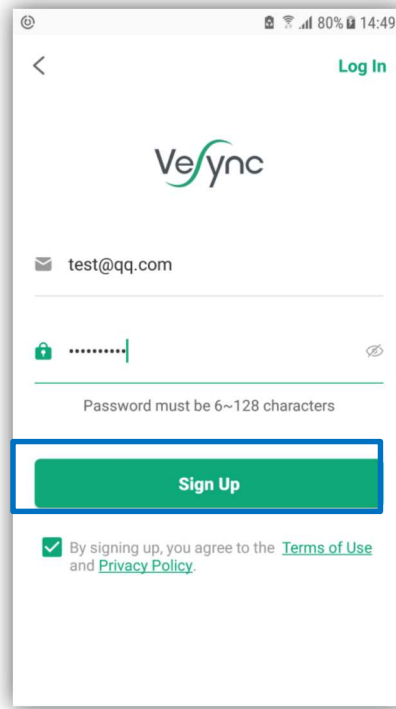 80% 14:49
Log In
VeSync
test@qq.com
••••••••••
Password must be 6~128 characters
Sign Up
By signing up, you agree to the Terms of Use
and Privacy Policy.